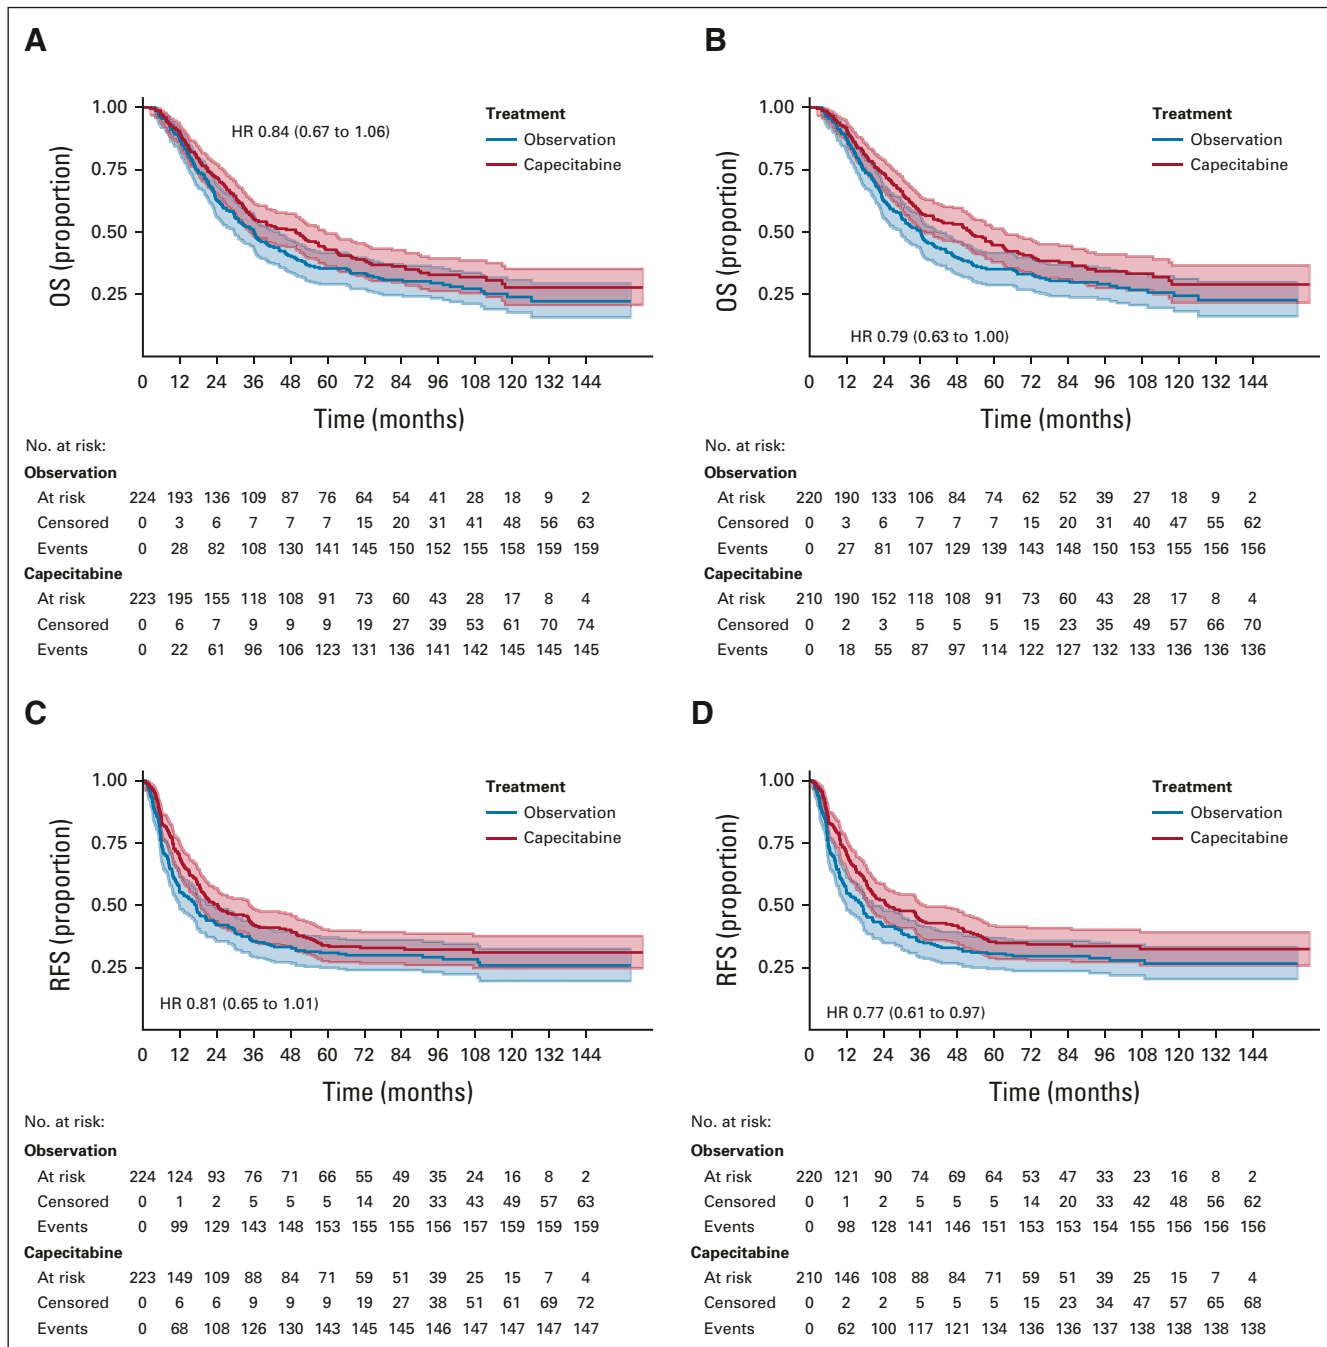 A
1.00
0.75
0.50
0.25
OS (proportion)
HR 0.84 (0.67 to 1.06)
Treatment
Observation
Capecitabine
0 12 24 36 48 60 72 84 96 108 120 132 144
Time (months)
No. at risk:
Observation
At risk 224 193 136 109 87 76 64 54 41 28 18 9 2
Censored 0 3 6 7 7 7 15 20 31 41 48 56 63
Events 0 28 82 108 130 141 145 150 152 155 158 159 159
Capecitabine
At risk 223 195 155 118 108 91 73 60 43 28 17 8 4
Censored 0 6 7 9 9 9 19 27 39 53 61 70 74
Events 0 22 61 96 106 123 131 136 141 142 145 145 145
B
1.00
0.75
0.50
0.25
OS (proportion)
Treatment
Observation
Capecitabine
HR 0.79 (0.63 to 1.00)
0 12 24 36 48 60 72 84 96 108 120 132 144
Time (months)
No. at risk:
Observation
At risk 220 190 133 106 84 74 62 52 39 27 18 9 2
Censored 0 3 6 7 7 7 15 20 31 40 47 55 62
Events 0 27 81 107 129 139 143 148 150 153 155 156 156
Capecitabine
At risk 210 190 152 118 108 91 73 60 43 28 17 8 4
Censored 0 2 3 5 5 5 15 23 35 49 57 66 70
Events 0 18 55 87 97 114 122 127 132 133 136 136 136
C
1.00
0.75
0.50
0.25
RFS (proportion)
Treatment
Observation
Capecitabine
HR 0.81 (0.65 to 1.01)
0 12 24 36 48 60 72 84 96 108 120 132 144
Time (months)
No. at risk:
Observation
At risk 224 124 93 76 71 66 55 49 35 24 16 8 2
Censored 0 1 2 5 5 5 14 20 33 43 49 57 63
Events 0 99 129 143 148 153 155 155 156 157 159 159 159
Capecitabine
At risk 223 149 109 88 84 71 59 51 39 25 15 7 4
Censored 0 6 6 9 9 9 19 27 38 51 61 69 72
Events 0 68 108 126 130 143 145 145 146 147 147 147 147
D
1.00
0.75
0.50
0.25
RFS (proportion)
Treatment
Observation
Capecitabine
HR 0.77 (0.61 to 0.97)
0 12 24 36 48 60 72 84 96 108 120 132 144
Time (months)
No. at risk:
Observation
At risk 220 121 90 74 69 64 53 47 33 23 16 8 2
Censored 0 1 2 5 5 5 14 20 33 42 48 56 62
Events 0 98 128 141 146 151 153 153 154 155 156 156 156
Capecitabine
At risk 210 146 108 88 84 71 59 51 39 25 15 7 4
Censored 0 2 2 5 5 5 15 23 34 47 57 65 68
Events 0 62 100 117 121 134 136 136 137 138 138 138 138